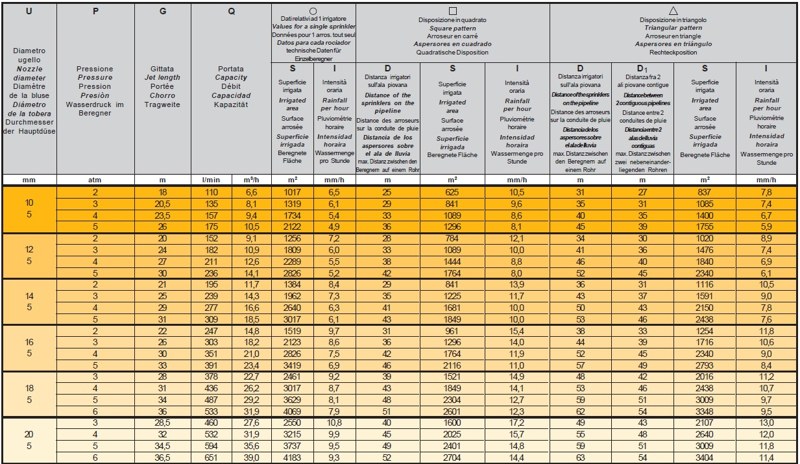 U
P
G
Q
Diametro
ugello
Nozzle
diameter
Diamètre
de la bluse
Diámetro
de la tobera
Durchmesser
der Hauptdüse
Pressione
Pressure
Pression
Presiòn
Wasserdruck im
Beregner
Gittata
Jet length
Portée
Chorro
Tragweite
Portata
Capacity
Débit
Capacidad
Kapazität
Dati relativi ad 1 irrigatore
Values for a single sprinkler
Données pour 1 arros. tout seul
Datos para cada rociador
technische Daten für
Einzelberegner
S
Superficie
irrigata
Irrigated
area
Surface
arrosée
Superficie
irrigada
Beregnete
Fläche
I
Intensità
oraria
Rainfall
per hour
Pluviométrie
horaire
Intensidad
horaria
Wassermenge pro
Stunde
Disposizione in quadrato
Square pattern
Arroseur en carré
Aspersores en cuadrado
Quadratische Disposition
D
Distanza irrigatori
sull'ala piovana
Distance of the
sprinklers on the
pipeline
Distance des arroseurs
sur la conduite de pluie
Distancia de los
aspersores sobre
el ala de lluvia
max. Distanz zwischen den
Beregnern auf einem Rohr
S
Superficie
irrigata
Irrigated
area
Surface
arrosée
Superficie
irrigada
Beregnete Fläche
I
Intensità
oraria
Rainfall
per hour
Pluviométrie
horaire
Intensidad
horaria
Wassermenge pro
Stunde
Disposizione in triangolo
Triangular pattern
Arroseur en triangle
Aspersores en triàngulo
Rechteckposition
D
Distanza irrigatori
sull'ala piovana
Distance of the sprinklers
on the pipeline
Distance des arroseurs
sur la conduite de pluie
Distancia de los
aspersores sobre
el ala de lluvia
max. Distanz zwischen
den Beregnern auf einem
Rohr
D1
Distanza fra 2
ali piovane contigue
Distance between
2 contiguous pipelines
Distance entre 2
conduites de pluie
Distancia entre 2
alas de lluvia
contiguas
max. Distanz zwischen
zwei nebeneinander-
liegenden Rohren
S
Superficie
irrigata
Irrigated
area
Surface
arrosée
Superficie
irrigada
Beregnete Fläche
I
Intensità
oraria
Rainfall
per hour
Pluviométrie
horaire
Intensidad
horaria
Wassermenge pro
Stunde
mm atm m l/min m³/h m² mm/h m m² mm/h m m m² mm/h
10
5
2 18 110 6,6 1017 6,5 25 625 10,5 31 27 837 7,8
3 20,5 135 8,1 1319 6,1 29 841 9,6 35 31 1085 7,4
4 23,5 157 9,4 1734 5,4 33 1089 8,6 40 35 1400 6,7
5 26 175 10,5 2122 4,9 36 1296 8,1 45 39 1755 5,9
12
5
2 20 152 9,1 1256 7,2 28 784 12,1 34 30 1020 8,9
3 24 182 10,9 1809 6,0 33 1089 10,0 41 36 1476 7,4
4 27 211 12,6 2289 5,5 38 1444 8,8 46 40 1840 6,9
5 30 236 14,1 2826 5,2 42 1764 8,0 52 45 2340 6,1
14
5
2 21 195 11,7 1384 8,4 29 841 13,9 36 31 1116 10,5
3 25 239 14,3 1962 7,3 35 1225 11,7 43 37 1591 9,0
4 29 277 16,6 2640 6,3 41 1681 10,0 50 43 2150 7,8
5 31 309 18,5 3017 6,1 43 1849 10,0 53 46 2438 7,6
16
5
2 22 247 14,8 1519 9,7 31 961 15,4 38 33 1254 11,8
3 26 303 18,2 2123 8,6 36 1296 14,0 44 39 1716 10,6
4 30 351 21,0 2826 7,5 42 1764 11,9 52 45 2340 9,0
5 33 391 23,4 3419 6,9 46 2116 11,0 57 49 2793 8,4
18
5
3 28 378 22,7 2461 9,2 39 1521 14,9 48 42 2016 11,2
4 31 436 26,2 3017 8,7 43 1849 14,1 53 46 2438 10,7
5 34 487 29,2 3629 8,1 48 2304 12,7 59 51 3009 9,7
6 36 533 31,9 4069 7,9 51 2601 12,3 62 54 3348 9,5
20
5
3 28,5 460 27,6 2550 10,8 40 1600 17,2 49 43 2107 13,0
4 32 532 31,9 3215 9,9 45 2025 15,7 55 48 2640 12,0
5 34,5 594 35,6 3737 9,5 49 2401 14,8 59 51 3009 11,8
6 36,5 651 39,0 4183 9,3 52 2704 14,4 63 54 3404 11,4